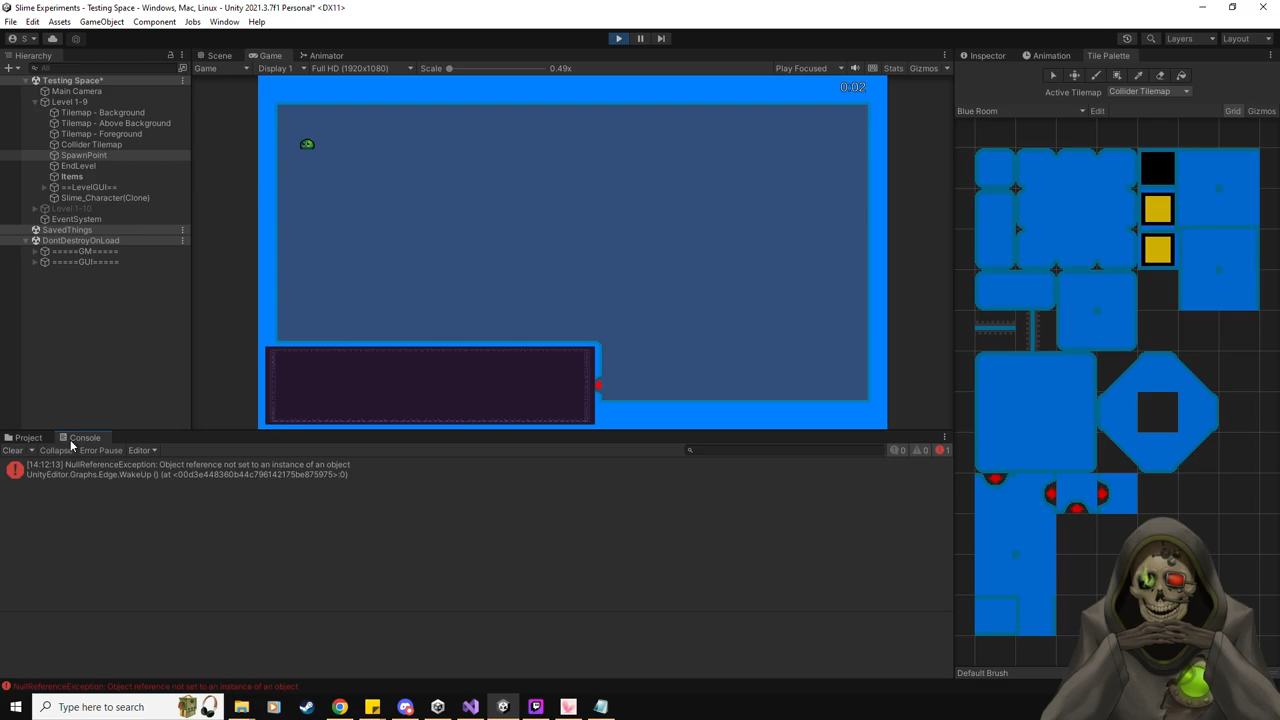 Slime Experiments - Testing Space - Windows, Mac, Linux - Unity 2021.3.7f1 Personal* <DX11>
File Edit Assets GameObject Component Jobs Window Help
S
Layers Layout
Hierarchy
Scene Game Animator
Inspector Animation Tile Palette
All
Game Display 1 Full HD (1920x1080) Scale 0.49x Play Focused Stats Gizmos
Testing Space*
Main Camera
Level 1-9
Tilemap - Background
Tilemap - Above Background
Tilemap - Foreground
Collider Tilemap
SpawnPoint
EndLevel
Items
==LevelGUI==
Slime_Character(Clone)
Level 1-10
EventSystem
SavedThings
DontDestroyOnLoad
=====GM=====
=====GUI=====
0:02
Active Tilemap Collider Tilemap
Blue Room Edit Grid Gizmos
Project Console
Clear Collapse Error Pause Editor
0 0 1
[14:12:13] NullReferenceException: Object reference not set to an instance of an object
UnityEditor.Graphs.Edge.WakeUp () (at <00d3e448360b44c796142175be875975>:0)
Default Brush
NullReferenceException: Object reference not set to an instance of an object
Type here to search